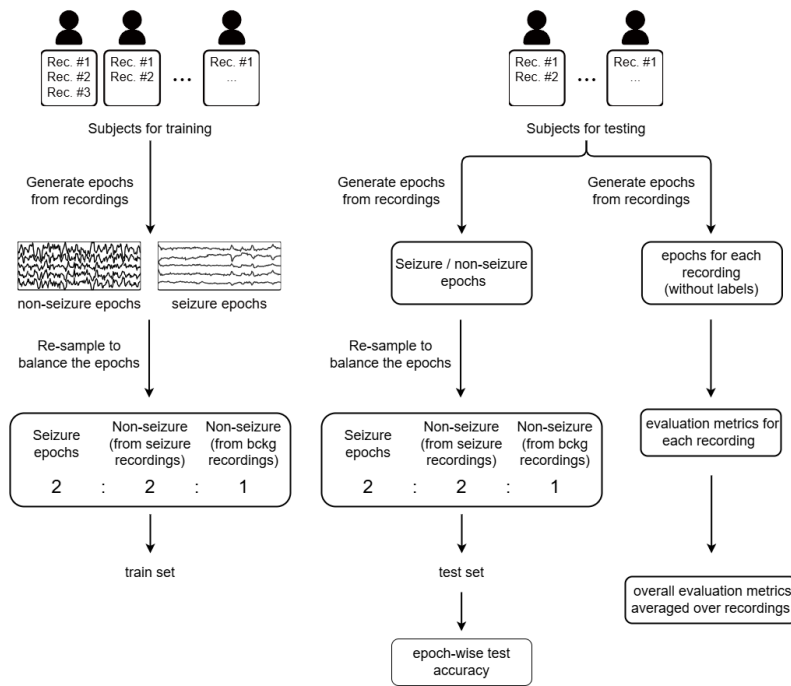 Rec. #1
Rec. #2
Rec. #3
Rec. #1
Rec. #2
...
Rec. #1
...
Subjects for training
Generate epochs
from recordings
non-seizure epochs
seizure epochs
Re-sample to
balance the epochs
Seizure
epochs
Non-seizure
(from seizure
recordings)
Non-seizure
(from bckg
recordings)
2 : 2 : 1
train set
Rec. #1
Rec. #2
...
Rec. #1
...
Subjects for testing
Generate epochs
from recordings
Seizure / non-seizure
epochs
Re-sample to
balance the epochs
Seizure
epochs
Non-seizure
(from seizure
recordings)
Non-seizure
(from bckg
recordings)
2 : 2 : 1
test set
epoch-wise test
accuracy
Generate epochs
from recordings
epochs for each
recording
(without labels)
evaluation metrics for
each recording
overall evaluation metrics
averaged over recordings